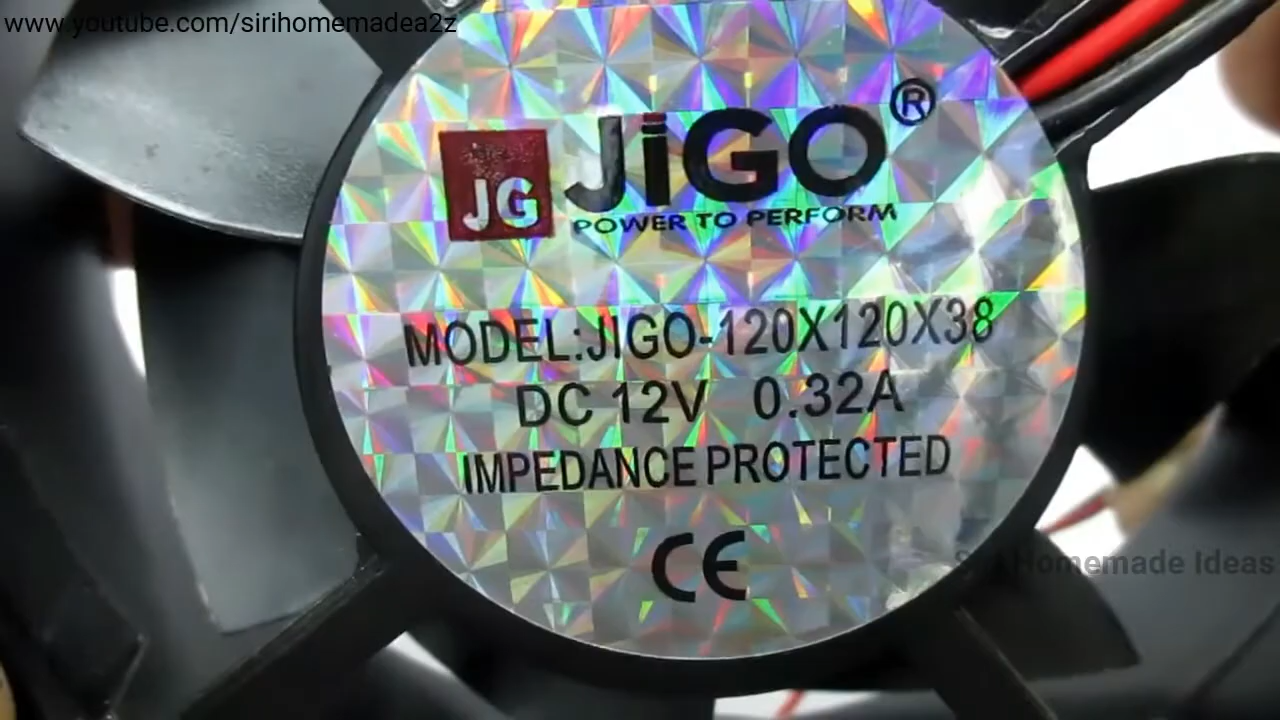 www.youtube.com/sirihomemadea2z
JiGO®
JG
POWER TO PERFORM
MODEL:JIGO-120X120X38
DC 12V 0.32A
IMPEDANCE PROTECTED
CE
Homemade Ideas